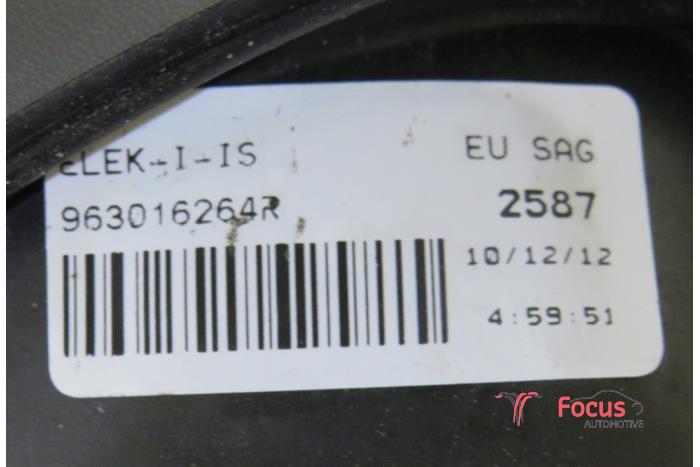 ELEK-I-IS
EU SAG
963016264R
2587
10/12/12
4:59:51
Focus
AUTOMOTIVE